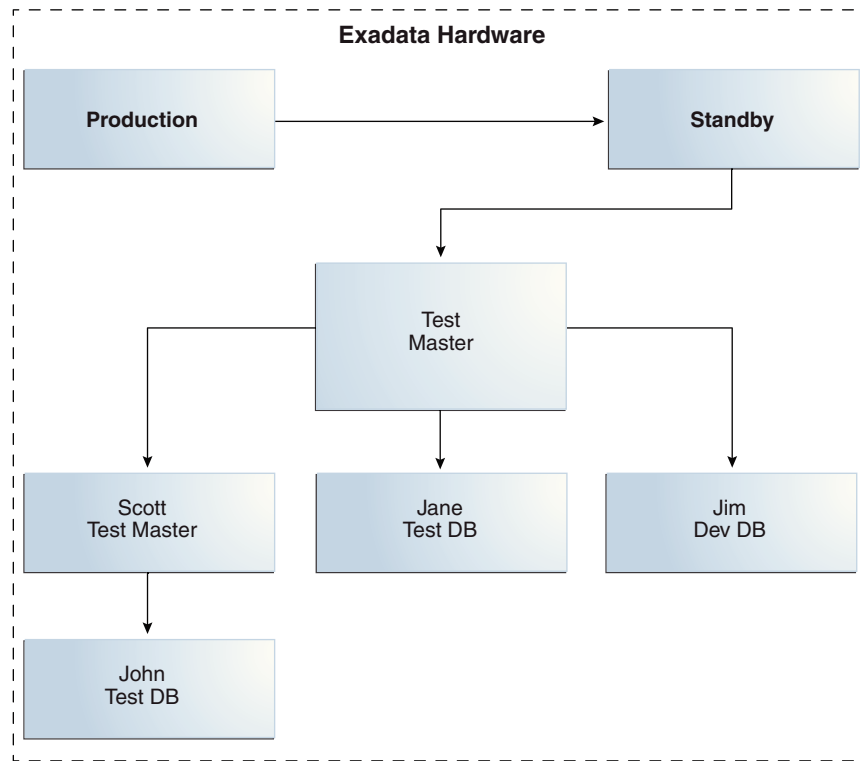 Exadata Hardware
Production
Standby
Test
Master
Scott
Test Master
Jane
Test DB
Jim
Dev DB
John
Test DB